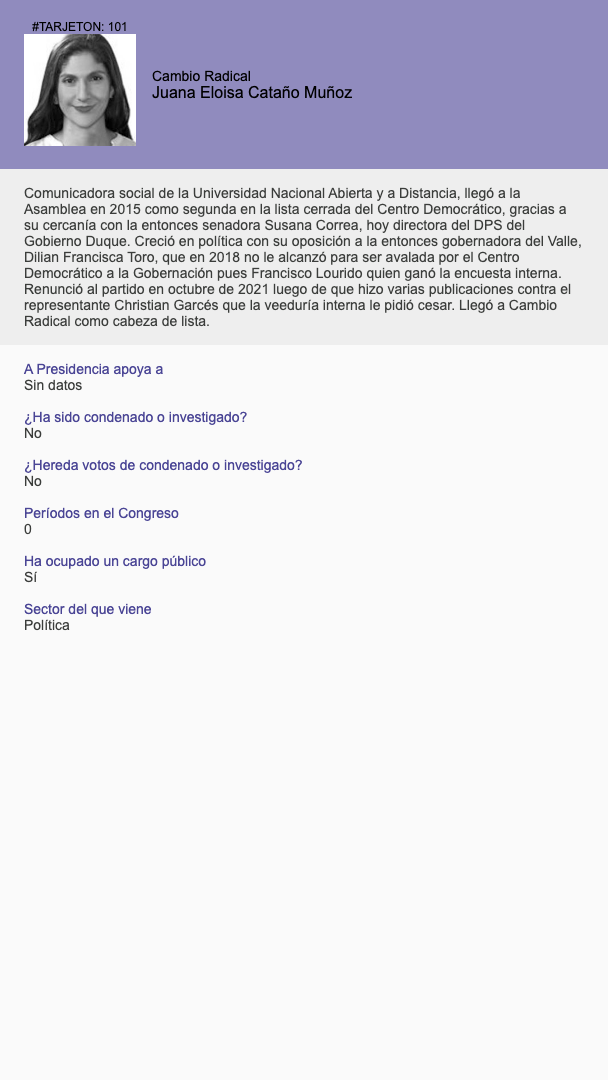 #TARJETON: 101
Cambio Radical
Juana Eloisa Cataño Muñoz
Comunicadora social de la Universidad Nacional Abierta y a Distancia, llegó a la
Asamblea en 2015 como segunda en la lista cerrada del Centro Democrático, gracias a
su cercanía con la entonces senadora Susana Correa, hoy directora del DPS del
Gobierno Duque. Creció en política con su oposición a la entonces gobernadora del Valle,
Dilian Francisca Toro, que en 2018 no le alcanzó para ser avalada por el Centro
Democrático a la Gobernación pues Francisco Lourido quien ganó la encuesta interna.
Renunció al partido en octubre de 2021 luego de que hizo varias publicaciones contra el
representante Christian Garcés que la veeduría interna le pidió cesar. Llegó a Cambio
Radical como cabeza de lista.
A Presidencia apoya a
Sin datos
¿Ha sido condenado o investigado?
No
¿Hereda votos de condenado o investigado?
No
Períodos en el Congreso
0
Ha ocupado un cargo público
Sí
Sector del que viene
Política